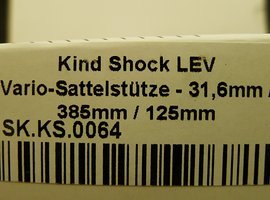 Kind Shock LEV
Vario-Sattelstütze - 31,6mm /
385mm / 125mm
SK.KS.0064